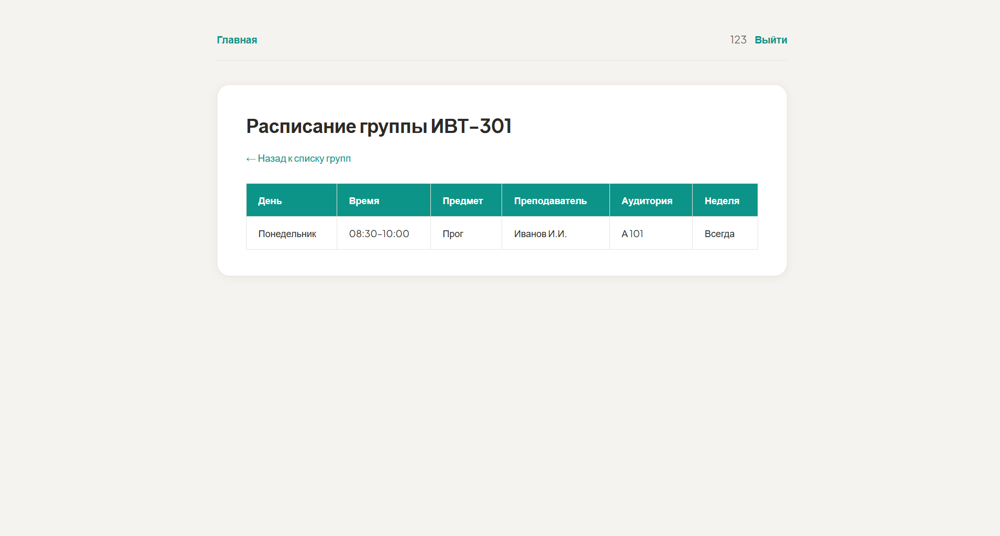 Главная 123 Выйти
Расписание группы ИВТ-301
← Назад к списку групп
День Время Предмет Преподаватель Аудитория Неделя
Понедельник 08:30–10:00 Прог Иванов И.И. А 101 Всегда